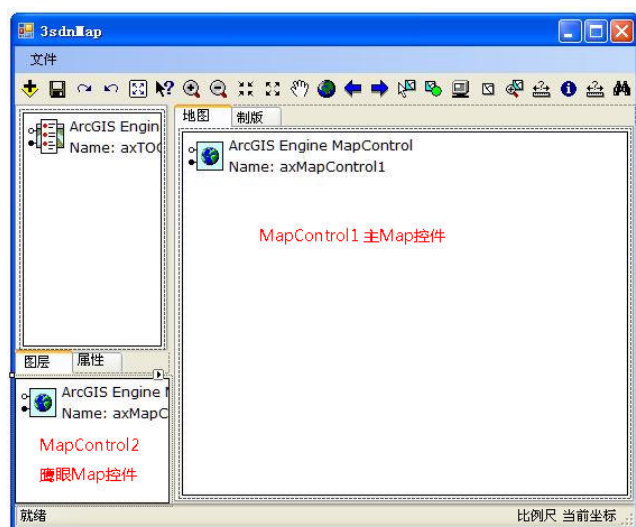 3sdnMap
文件
地图 制版
ArcGIS Engin
Name: axTOC
ArcGIS Engine MapControl
Name: axMapControl1
MapControl1 主Map控件
图层 属性
ArcGIS Engine M
Name: axMapC
MapControl2
鹰眼Map控件
就绪 比例尺 当前坐标